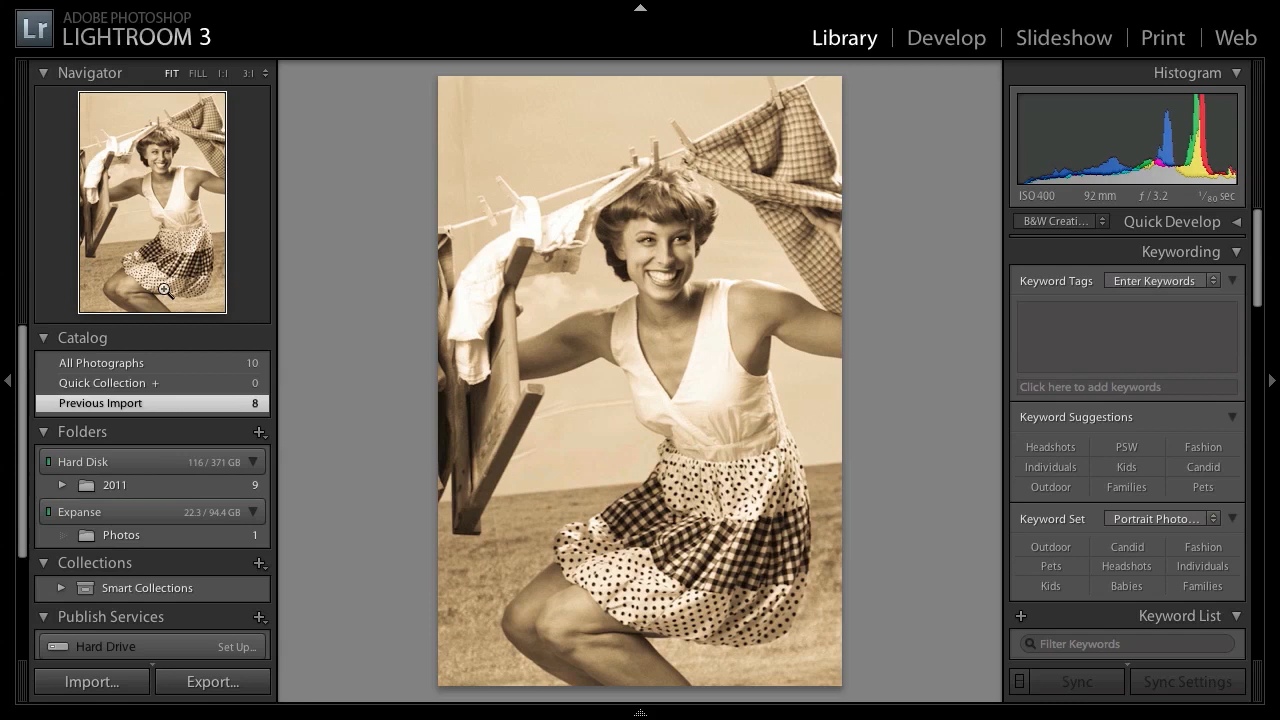 Lr
ADOBE PHOTOSHOP
LIGHTROOM 3
Library
Develop
Slideshow
Print
Web
Navigator FIT FILL 1:1 3:1
Catalog
All Photographs 10
Quick Collection + 0
Previous Import 8
Folders
Hard Disk 116 / 371 GB
2011 9
Expanse 22.3 / 94.4 GB
Photos 1
Collections
Smart Collections
Publish Services
Hard Drive Set Up...
Import... Export...
Histogram
ISO 400 92 mm ƒ / 3.2 1/80 sec
B&W Creati... Quick Develop
Keywording
Keyword Tags Enter Keywords
Click here to add keywords
Keyword Suggestions
Headshots PSW Fashion
Individuals Kids Candid
Outdoor Families Pets
Keyword Set Portrait Photo...
Outdoor Candid Fashion
Pets Headshots Individuals
Kids Babies Families
Keyword List
Filter Keywords
Sync Sync Settings